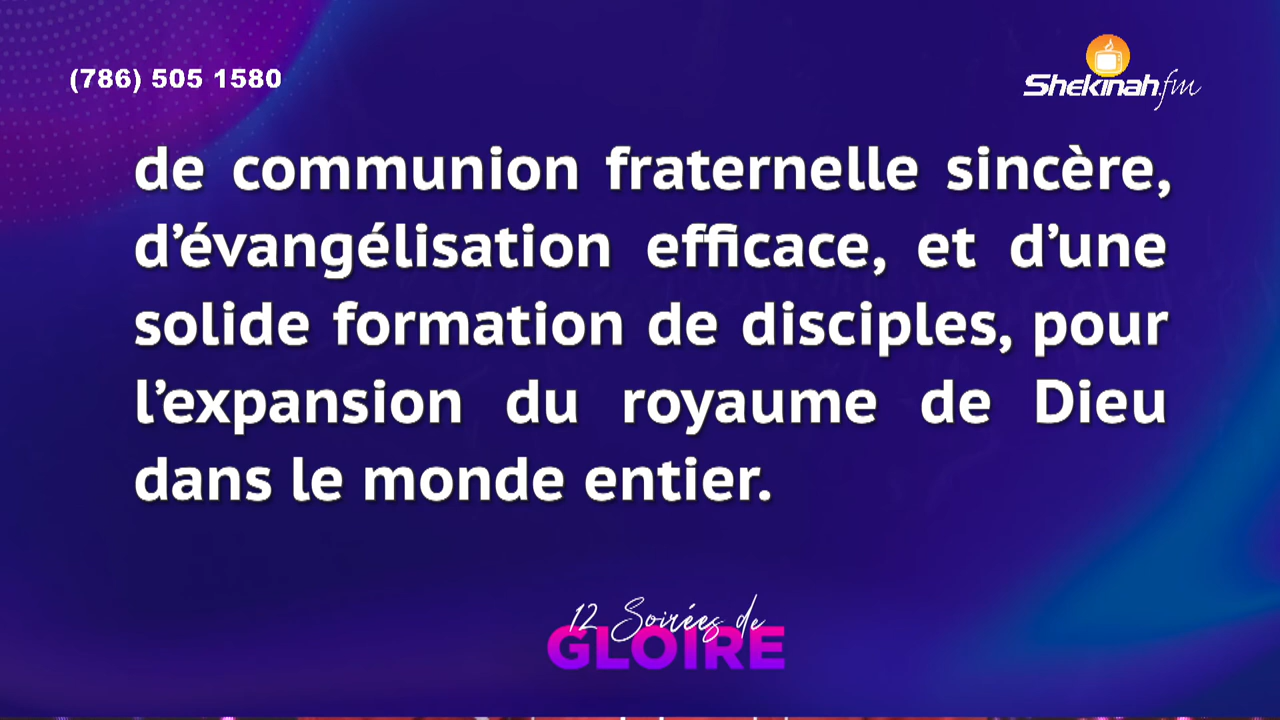 (786) 505 1580
Shekinah.fm
de communion fraternelle sincère,
d’évangélisation efficace, et d’une
solide formation de disciples, pour
l’expansion du royaume de Dieu
dans le monde entier.
12 Soirées de
GLOIRE